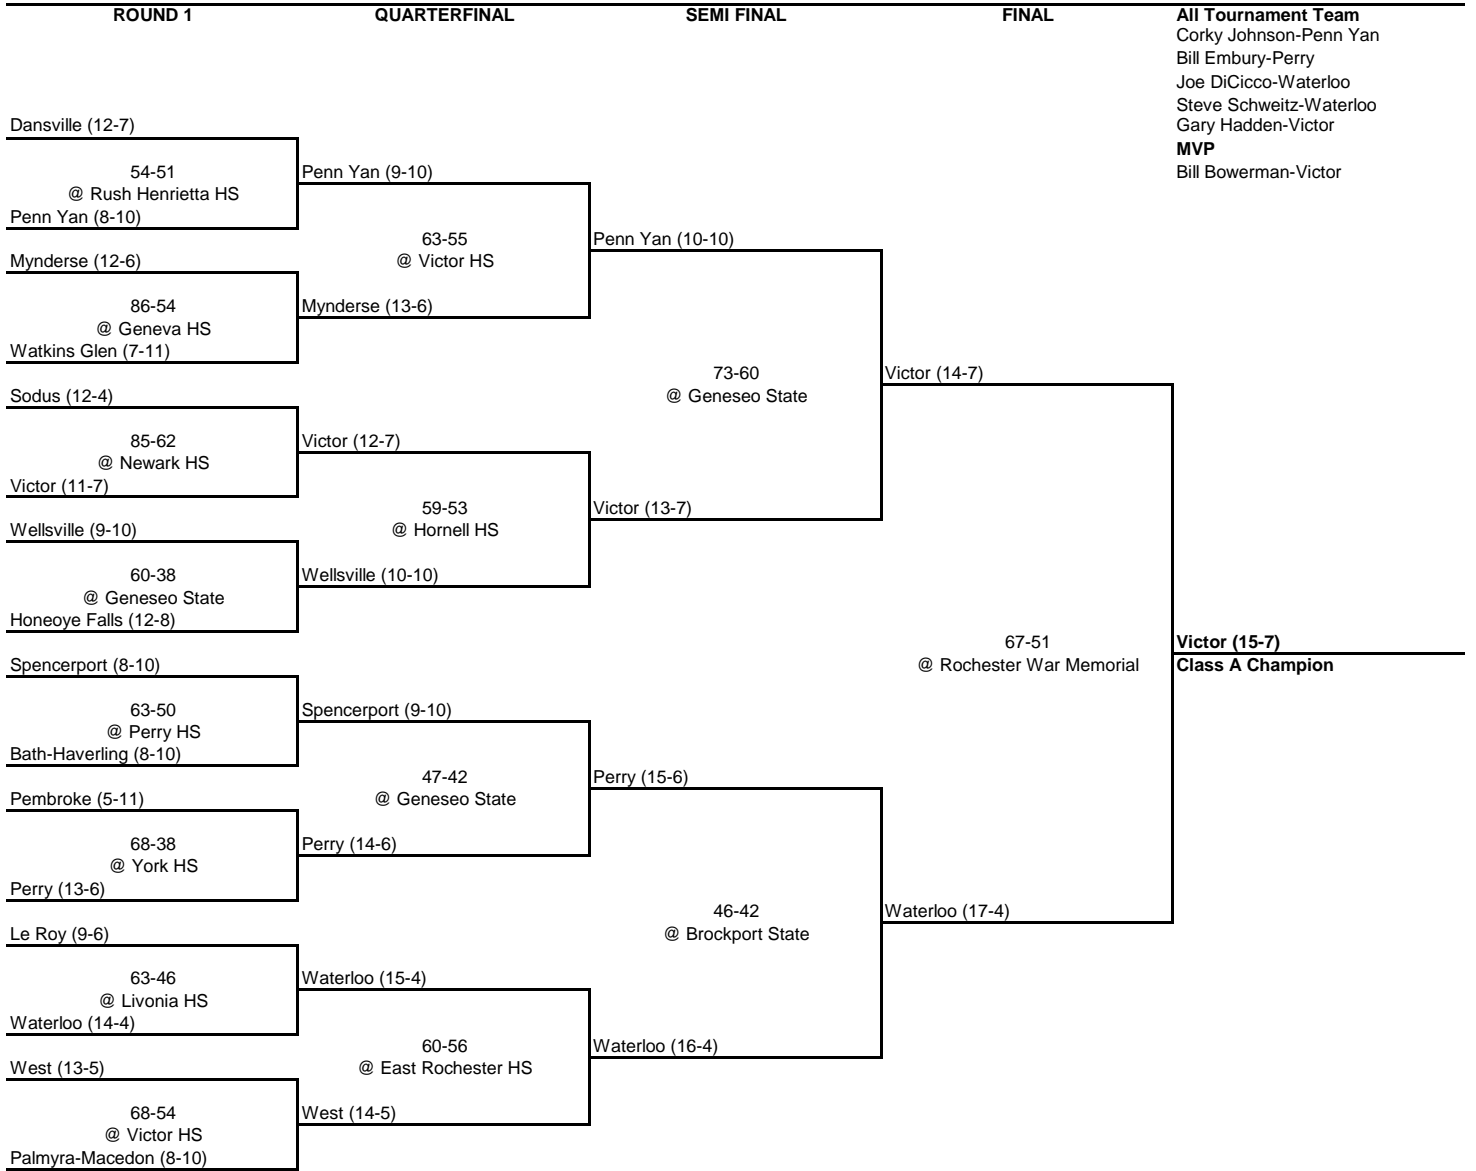 ROUND 1 QUARTERFINAL SEMI FINAL FINAL All Tournament Team
Corky Johnson-Penn Yan
Bill Embury-Perry
Joe DiCicco-Waterloo
Steve Schweitz-Waterloo
Gary Hadden-Victor
MVP
Bill Bowerman-Victor
Dansville (12-7)
54-51
@ Rush Henrietta HS
Penn Yan (8-10)
Mynderse (12-6)
86-54
@ Geneva HS
Watkins Glen (7-11)
Sodus (12-4)
85-62
@ Newark HS
Victor (11-7)
Wellsville (9-10)
60-38
@ Geneseo State
Honeoye Falls (12-8)
Spencerport (8-10)
63-50
@ Perry HS
Bath-Haverling (8-10)
Pembroke (5-11)
68-38
@ York HS
Perry (13-6)
Le Roy (9-6)
63-46
@ Livonia HS
Waterloo (14-4)
West (13-5)
68-54
@ Victor HS
Palmyra-Macedon (8-10)
Penn Yan (9-10)
63-55
@ Victor HS
Mynderse (13-6)
Victor (12-7)
59-53
@ Hornell HS
Wellsville (10-10)
Spencerport (9-10)
47-42
@ Geneseo State
Perry (14-6)
Waterloo (15-4)
60-56
@ East Rochester HS
West (14-5)
Penn Yan (10-10)
73-60
@ Geneseo State
Victor (13-7)
Perry (15-6)
46-42
@ Brockport State
Waterloo (16-4)
Victor (14-7)
67-51
@ Rochester War Memorial
Waterloo (17-4)
Victor (15-7)
Class A Champion